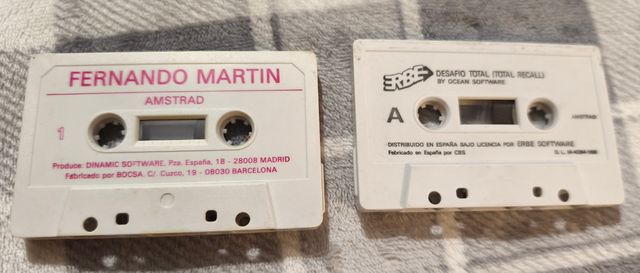 FERNANDO MARTIN
AMSTRAD
1
Produce: DINAMIC SOFTWARE, Pza. España, 18 - 28008 MADRID
Fabricado por BOCSA. C/. Cuzco, 19 - 08030 BARCELONA
ERBE
DESAFIO TOTAL (TOTAL RECALL)
BY OCEAN SOFTWARE
A
AMSTRAD
DISTRIBUIDO EN ESPAÑA BAJO LICENCIA POR ERBE SOFTWARE
Fabricado en España por CBS
D. L.